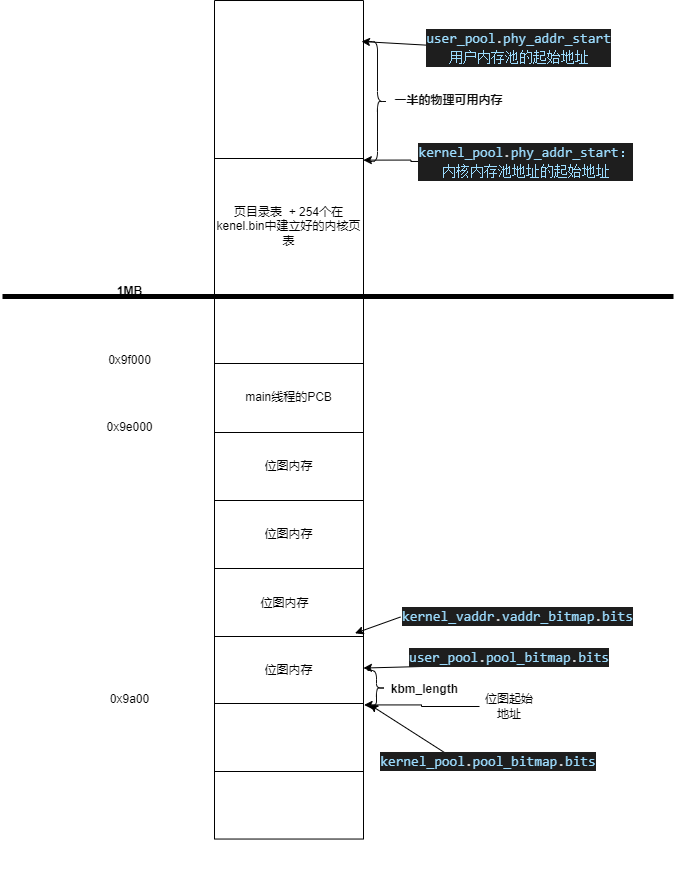 user_pool.phy_addr_start
用户内存池的起始地址
一半的物理可用内存
kernel_pool.phy_addr_start：
内核内存池地址的起始地址
页目录表 + 254个在
kenel.bin中建立好的内核页
表
1MB
0x9f000
main线程的PCB
0x9e000
位图内存
位图内存
位图内存
kernel_vaddr.vaddr_bitmap.bits
user_pool.pool_bitmap.bits
位图内存
kbm_length
0x9a00
位图起始
地址
kernel_pool.pool_bitmap.bits